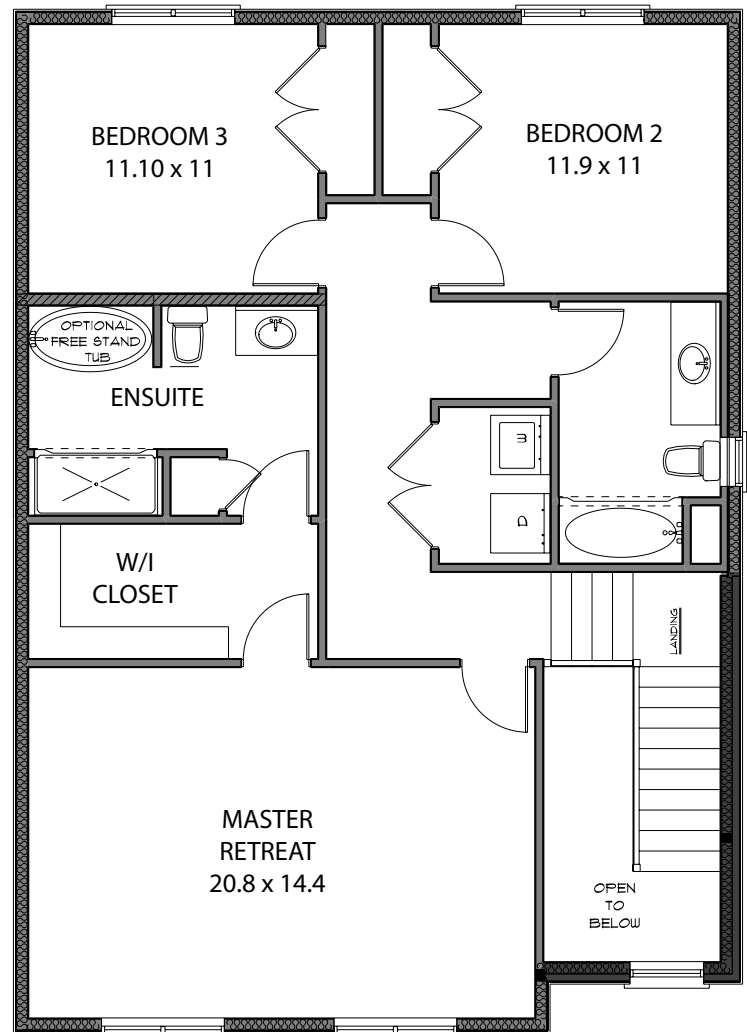 BEDROOM 3
11.10 x 11
BEDROOM 2
11.9 x 11
OPTIONAL
FREE STAND
TUB
ENSUITE
W
D
W/I
CLOSET
LANDING
MASTER
RETREAT
20.8 x 14.4
OPEN
TO
BELOW